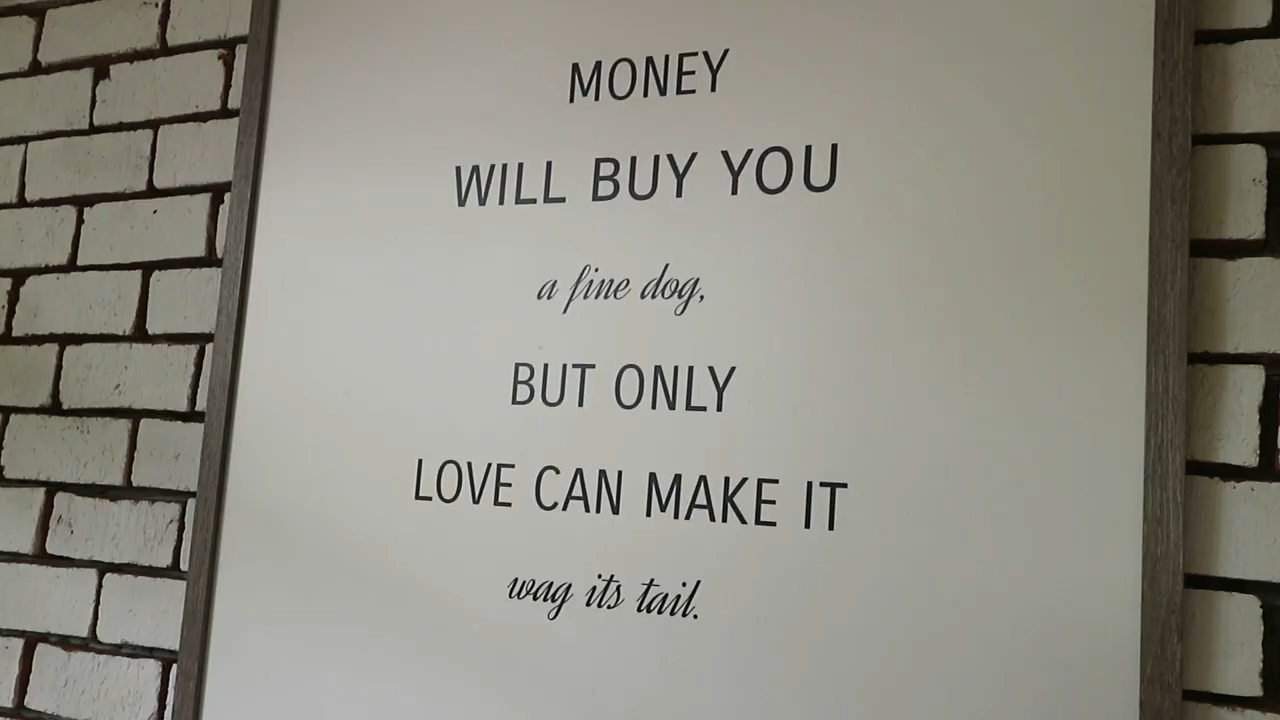 MONEY
WILL BUY YOU
a fine dog,
BUT ONLY
LOVE CAN MAKE IT
wag its tail.